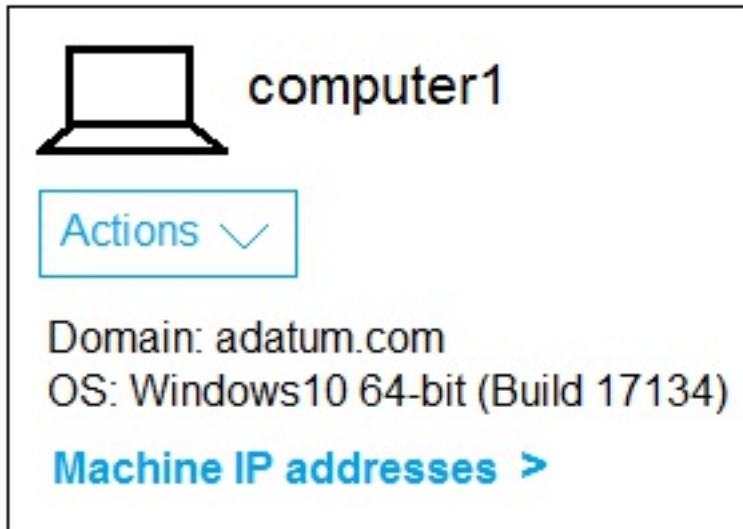 computer1
Actions
Domain: adatum.com
OS: Windows10 64-bit (Build 17134)
Machine IP addresses >